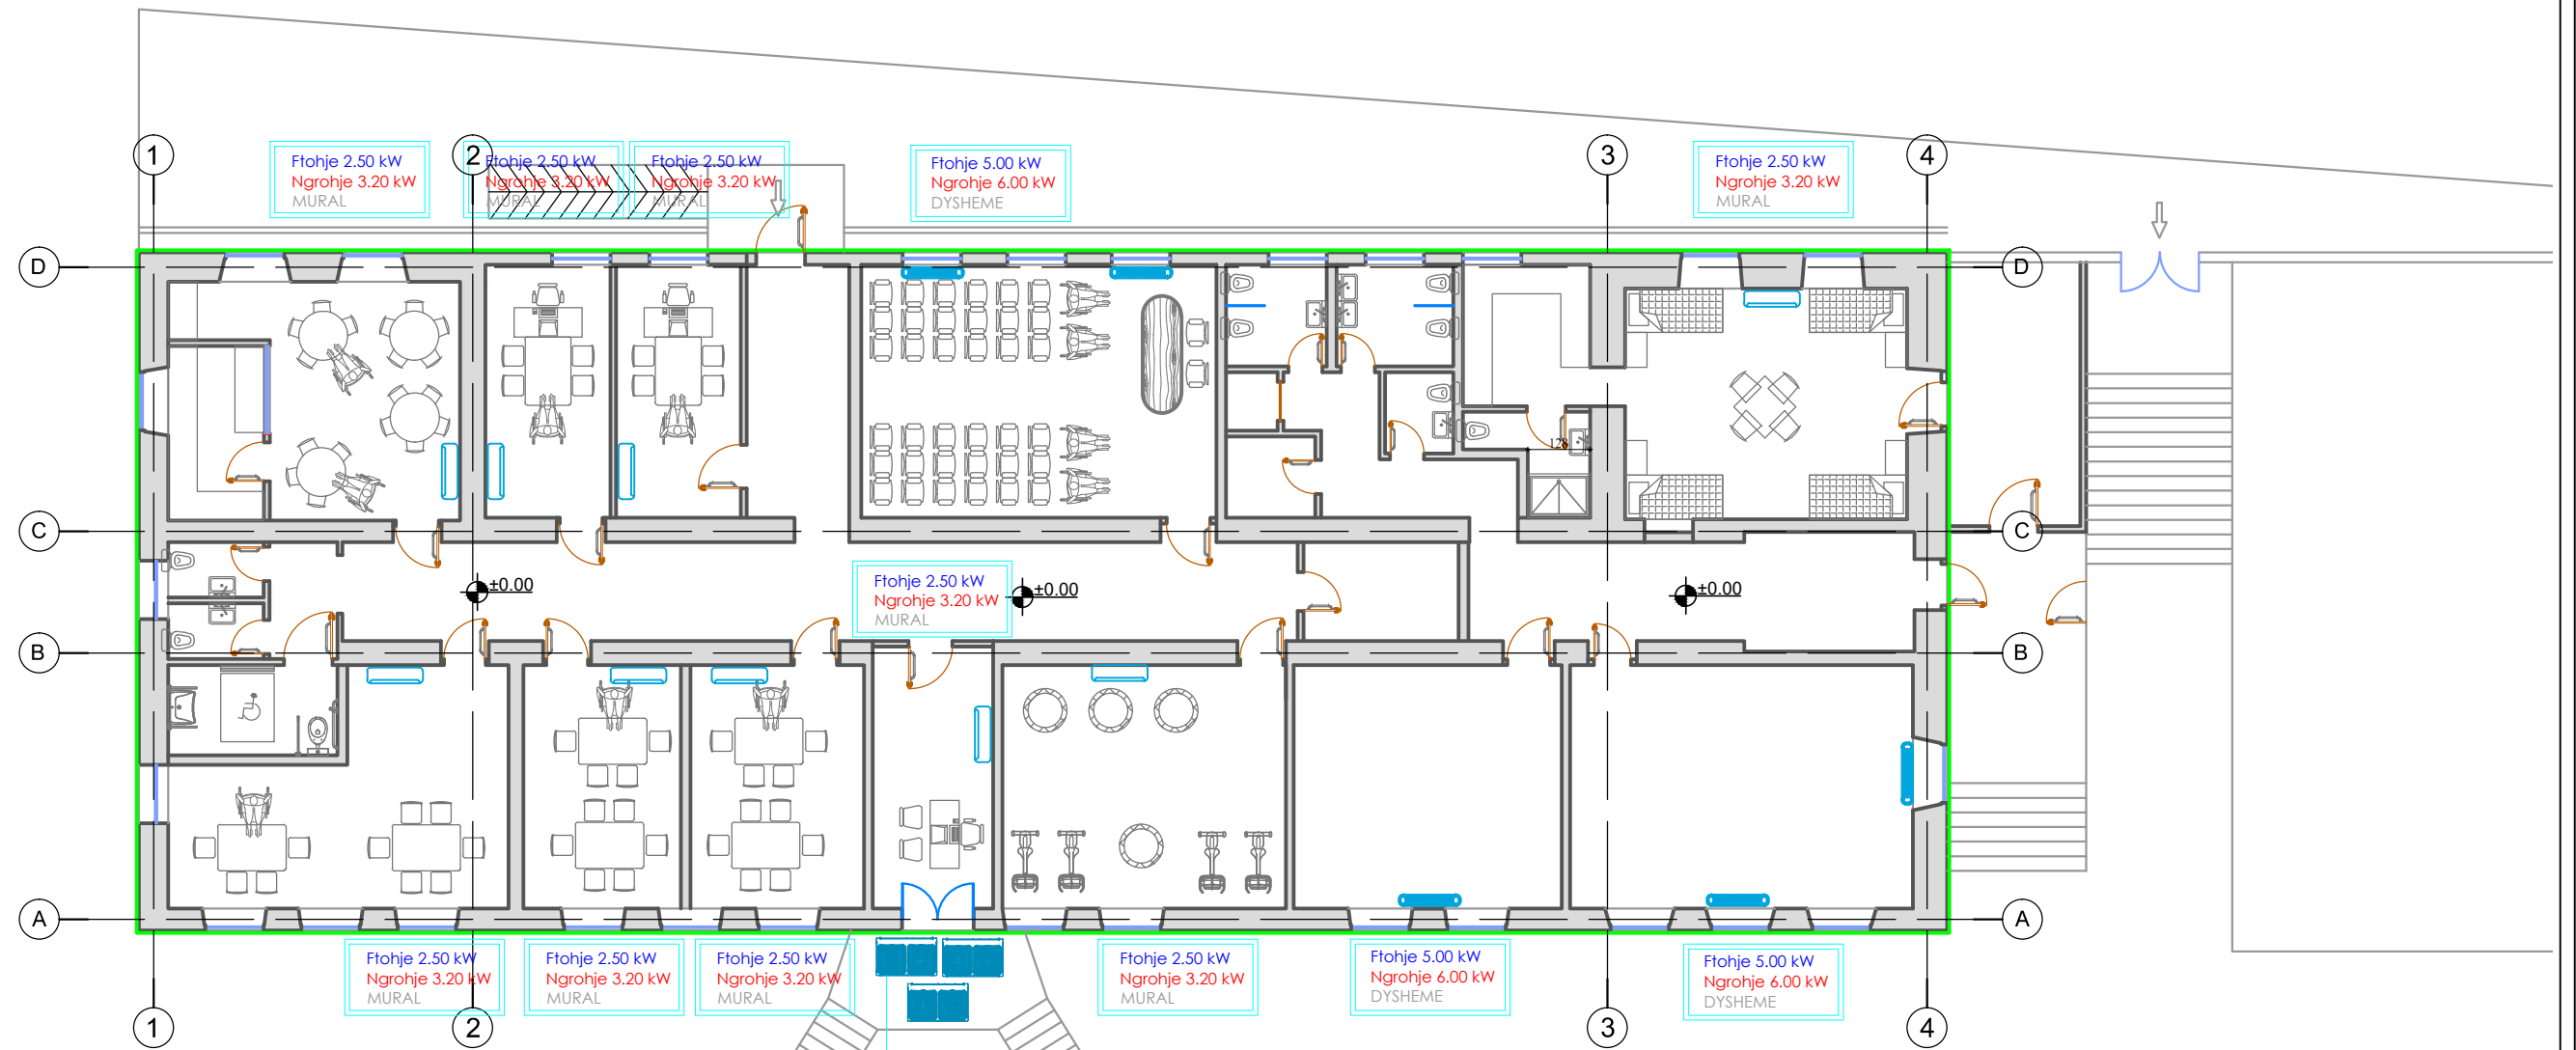 1
2
3
4
Ftohje 2.50 kW
Ngrohje 3.20 kW
MURAL
Ftohje 2.50 kW
Ngrohje 3.20 kW
MURAL
Ftohje 2.50 kW
Ngrohje 3.20 kW
MURAL
Ftohje 5.00 kW
Ngrohje 6.00 kW
DYSHEME
Ftohje 2.50 kW
Ngrohje 3.20 kW
MURAL
D
D
128
C
C
±0.00
Ftohje 2.50 kW
Ngrohje 3.20 kW
MURAL
±0.00
±0.00
B
B
A
A
Ftohje 2.50 kW
Ngrohje 3.20 kW
MURAL
Ftohje 2.50 kW
Ngrohje 3.20 kW
MURAL
Ftohje 2.50 kW
Ngrohje 3.20 kW
MURAL
Ftohje 2.50 kW
Ngrohje 3.20 kW
MURAL
Ftohje 5.00 kW
Ngrohje 6.00 kW
DYSHEME
Ftohje 5.00 kW
Ngrohje 6.00 kW
DYSHEME
1
2
3
4